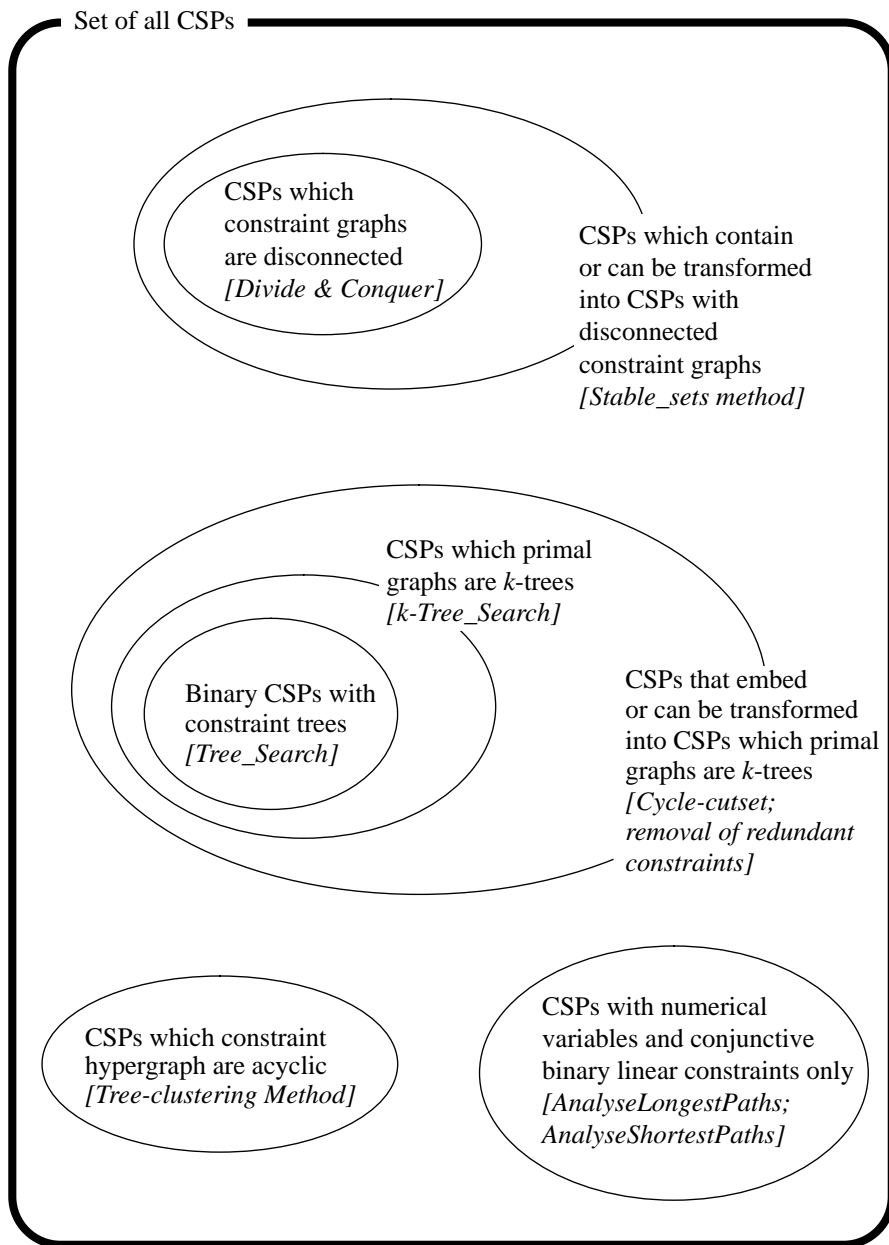 Set of all CSPs
CSPs which
constraint graphs
are disconnected
[Divide & Conquer]
CSPs which contain
or can be transformed
into CSPs with
disconnected
constraint graphs
[Stable_sets method]
CSPs which primal
graphs are k-trees
[k-Tree_Search]
Binary CSPs with
constraint trees
[Tree_Search]
CSPs that embed
or can be transformed
into CSPs which primal
graphs are k-trees
[Cycle-cutset;
removal of redundant
constraints]
CSPs which constraint
hypergraph are acyclic
[Tree-clustering Method]
CSPs with numerical
variables and conjunctive
binary linear constraints only
[AnalyseLongestPaths;
AnalyseShortestPaths]